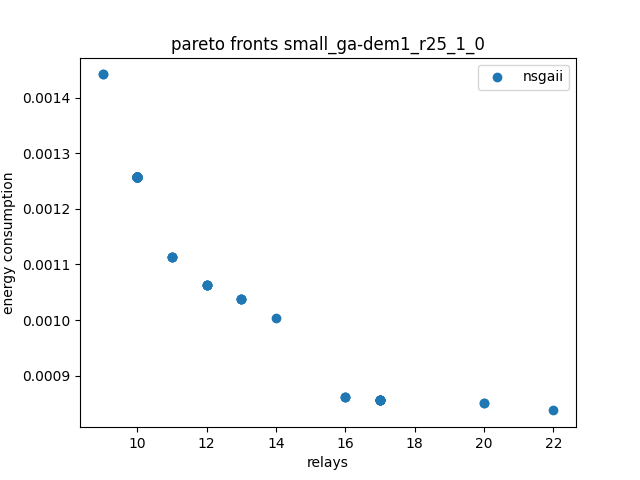 pareto fronts small_ga-dem1_r25_1_0
nsgaii
energy consumption
0.0014
0.0013
0.0012
0.0011
0.0010
0.0009
10 12 14 16 18 20 22
relays